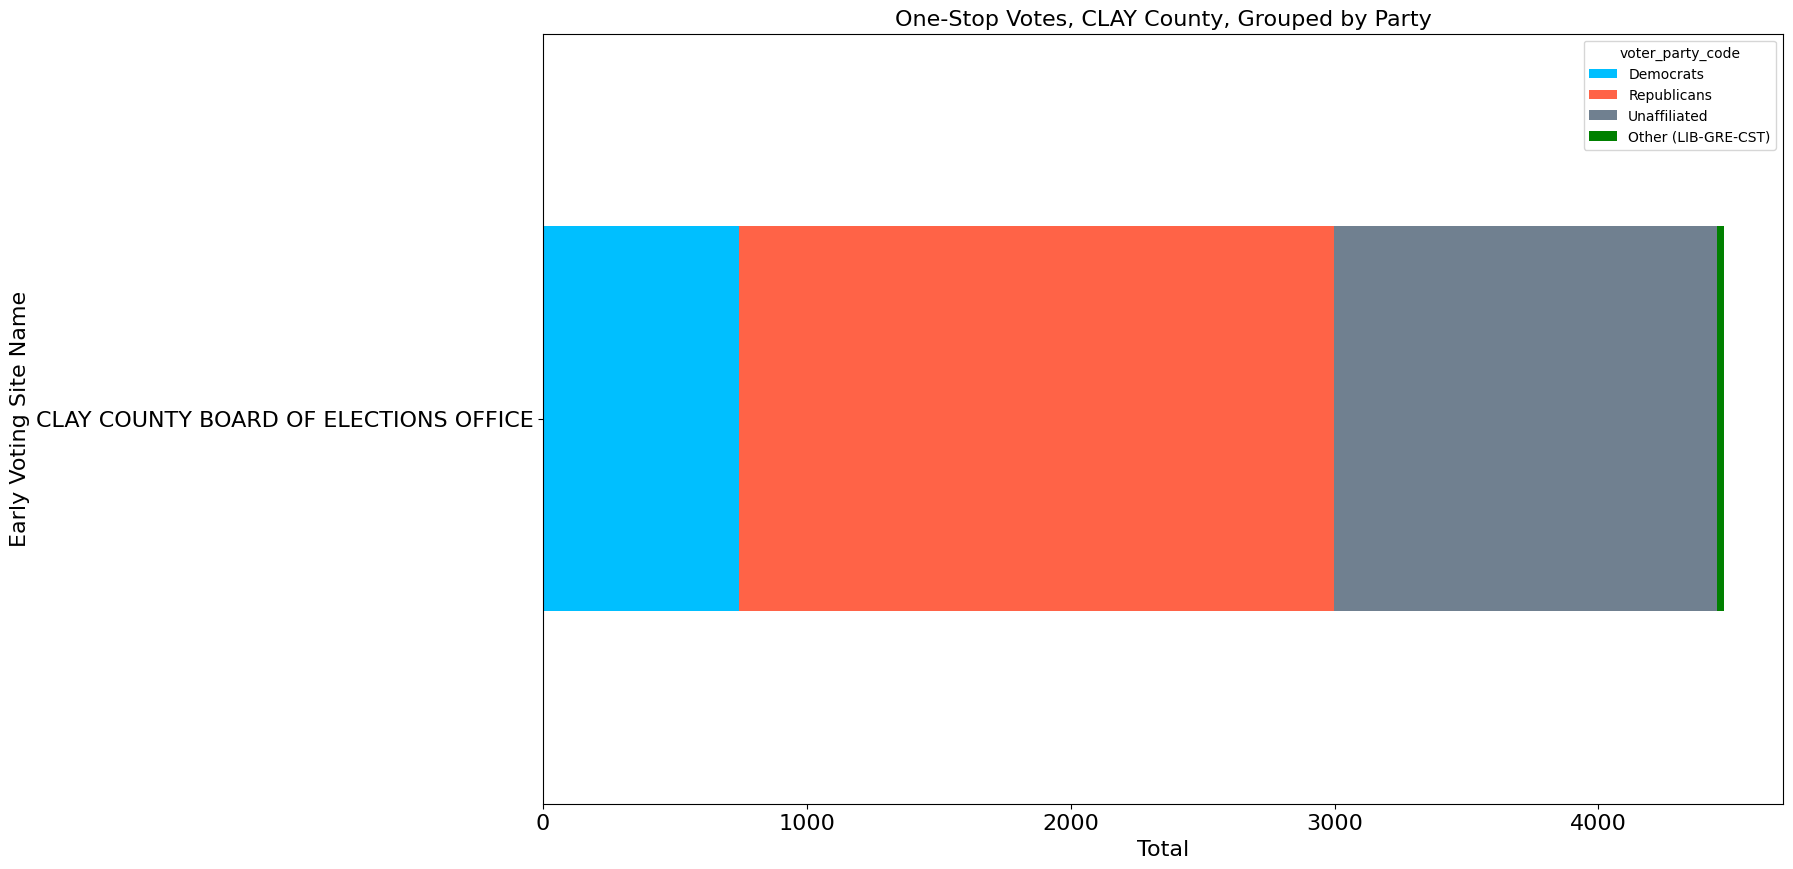 One-Stop Votes, CLAY County, Grouped by Party
voter_party_code
Democrats
Republicans
Unaffiliated
Other (LIB-GRE-CST)
Early Voting Site Name
CLAY COUNTY BOARD OF ELECTIONS OFFICE
0 1000 2000 3000 4000
Total